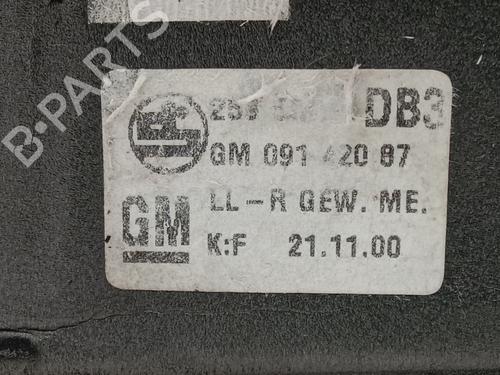 B-PARTS
DB3
GM 091 420 87
GM LL-R GEW. ME.
K:F 21.11.00